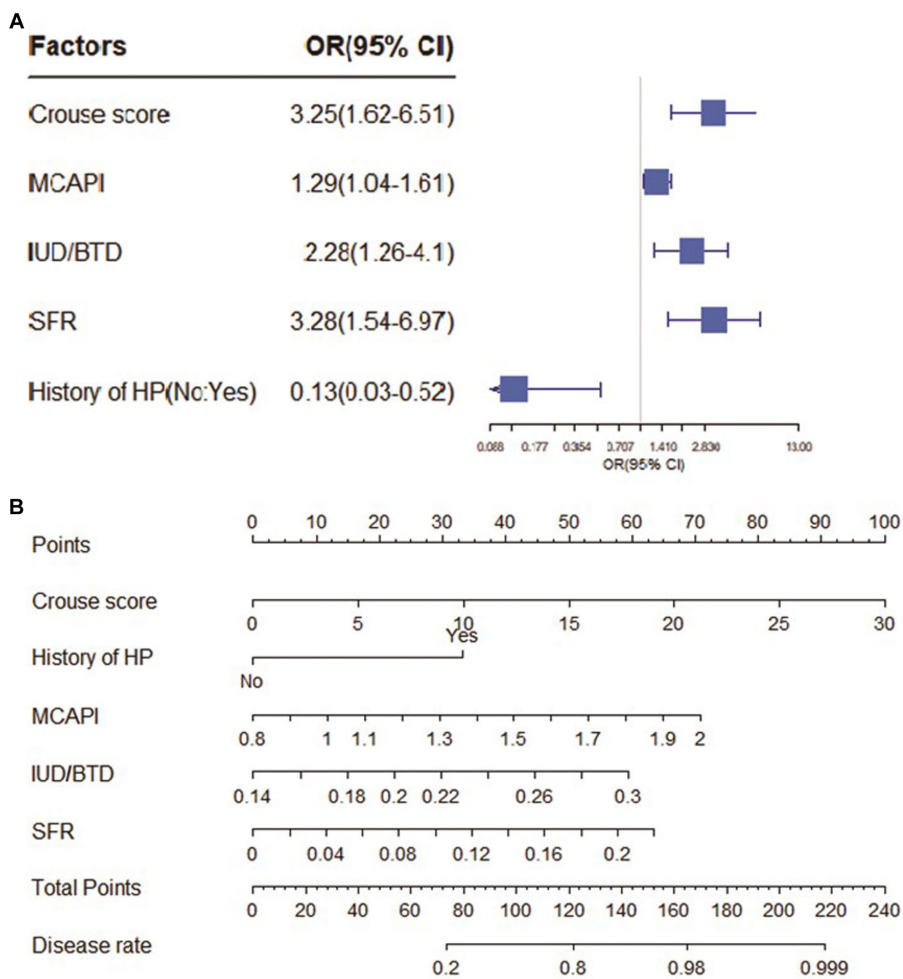 A
Factors OR(95% CI)
Crouse score 3.25(1.62-6.51)
MCAPI 1.29(1.04-1.61)
IUD/BTD 2.28(1.26-4.1)
SFR 3.28(1.54-6.97)
History of HP(No:Yes) 0.13(0.03-0.52)
0.088 0.177 0.354 0.707 1.410 2.830 13.00
OR(95% CI)
B
0 10 20 30 40 50 60 70 80 90 100
Points
Crouse score
0 5 10 15 20 25 30
Yes
History of HP
No
MCAPI
0.8 1 1.1 1.3 1.5 1.7 1.9 2
IUD/BTD
0.14 0.18 0.2 0.22 0.26 0.3
SFR
0 0.04 0.08 0.12 0.16 0.2
Total Points
0 20 40 60 80 100 120 140 160 180 200 220 240
Disease rate
0.2 0.8 0.98 0.999